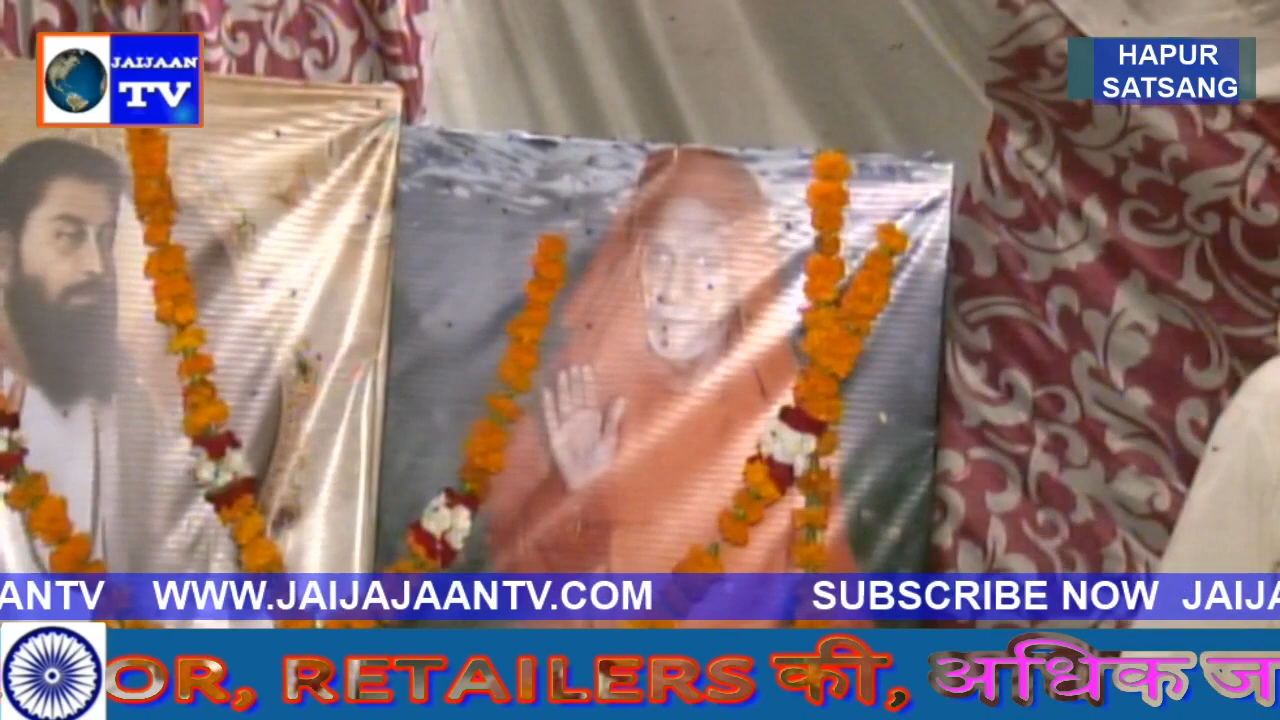 JAIJAAN
TV
HAPUR
SATSANG
ANTV WWW.JAIJAJAANTV.COM SUBSCRIBE NOW JAIJA
OR, RETAILERS की, अधिक ज